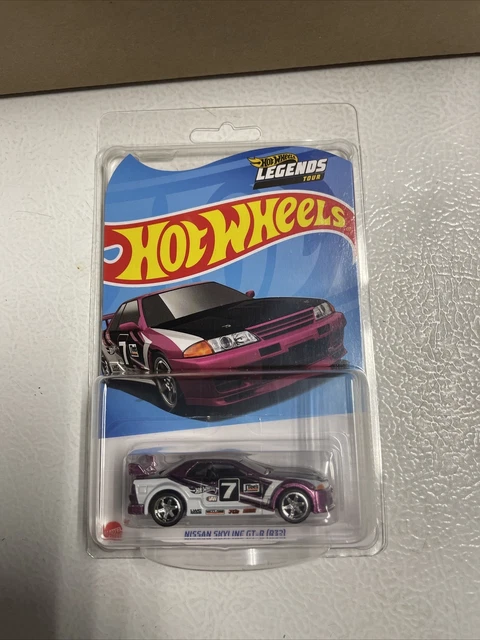 HOT WHEELS
LEGENDS
TOUR
HOT WHEELS
7
7
NISSAN SKYLINE GT-R (R32)